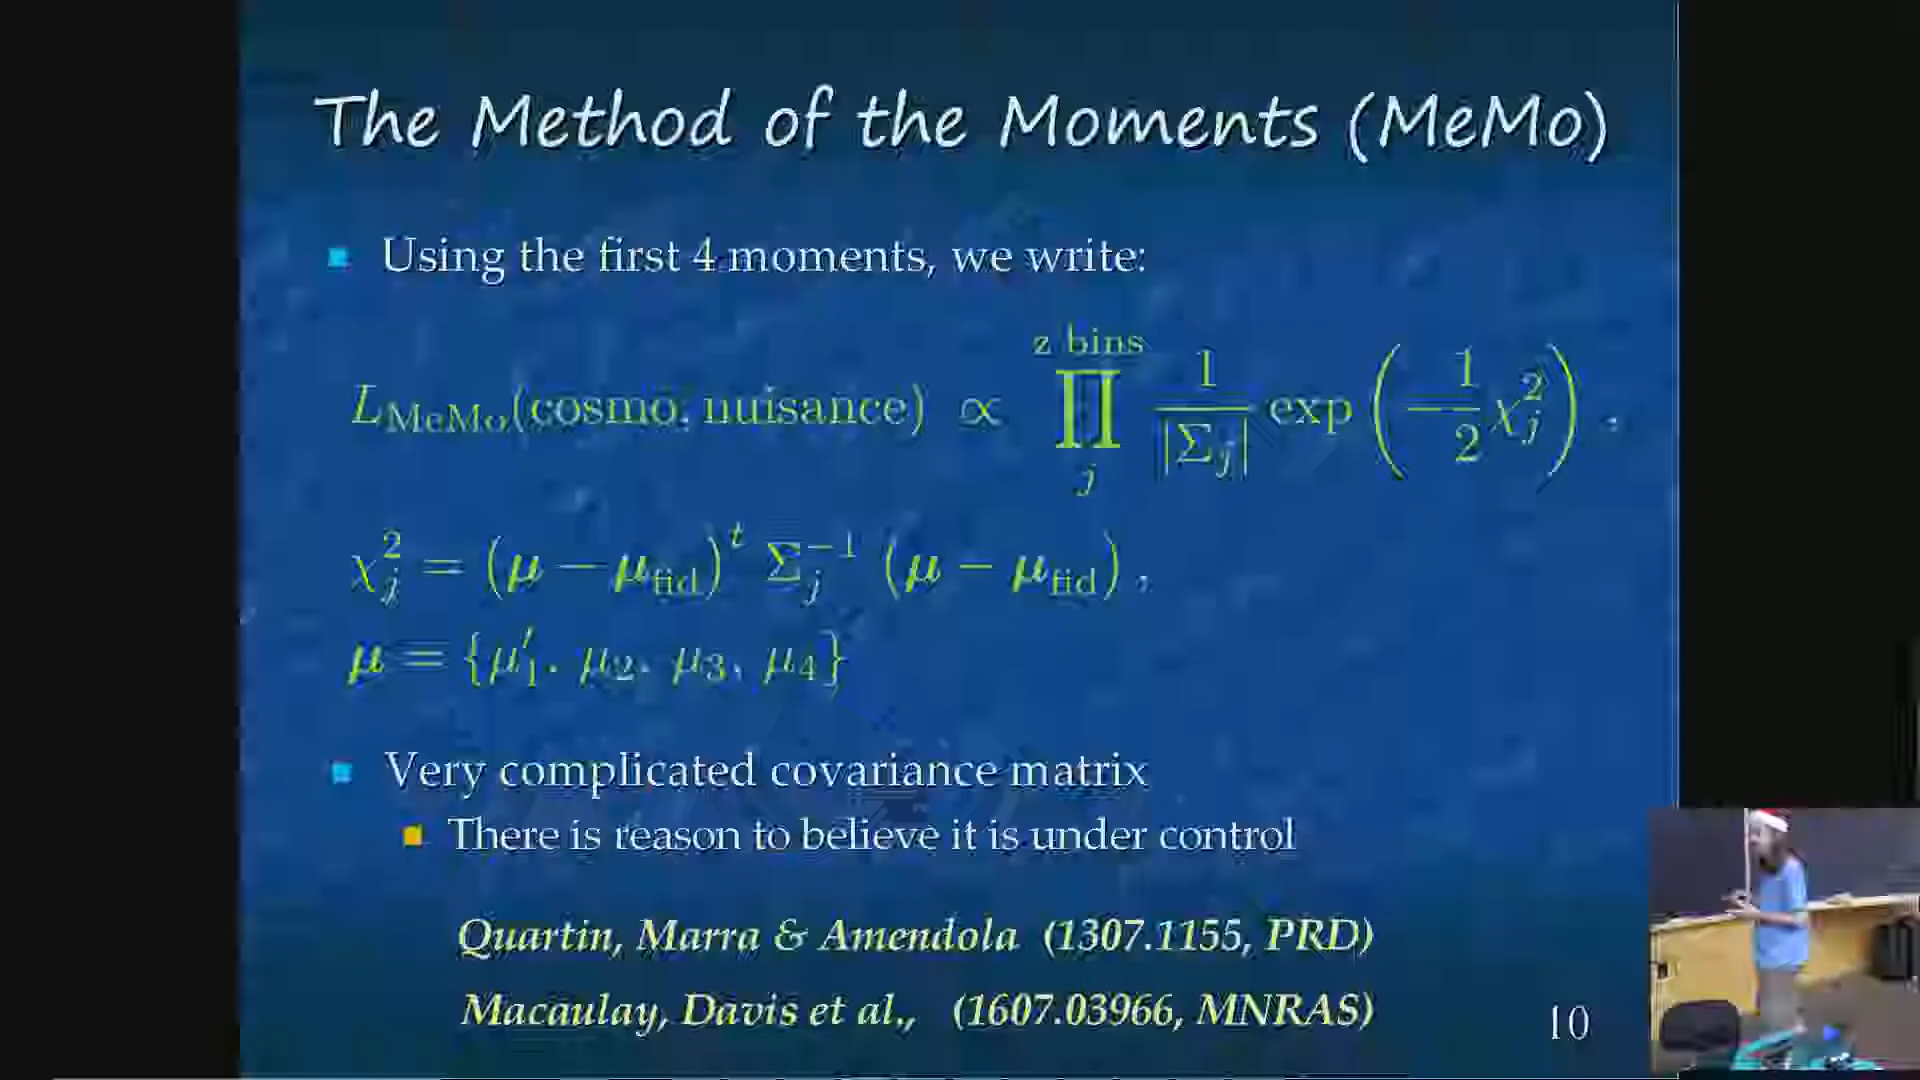 The Method of the Moments (MeMo)
Using the first 4 moments, we write:
L_MeMo(cosmo, nuisance) ∝ ∏_j^{z bins} 1/|Σ_j| exp(−1/2 χ_j^2) ,
χ_j^2 = (μ − μ_fid)^t Σ_j^{−1} (μ − μ_fid) ,
μ ≡ {μ′_1, μ_2, μ_3, μ_4}
Very complicated covariance matrix
There is reason to believe it is under control
Quartin, Marra & Amendola (1307.1155, PRD)
Macaulay, Davis et al., (1607.03966, MNRAS)
10